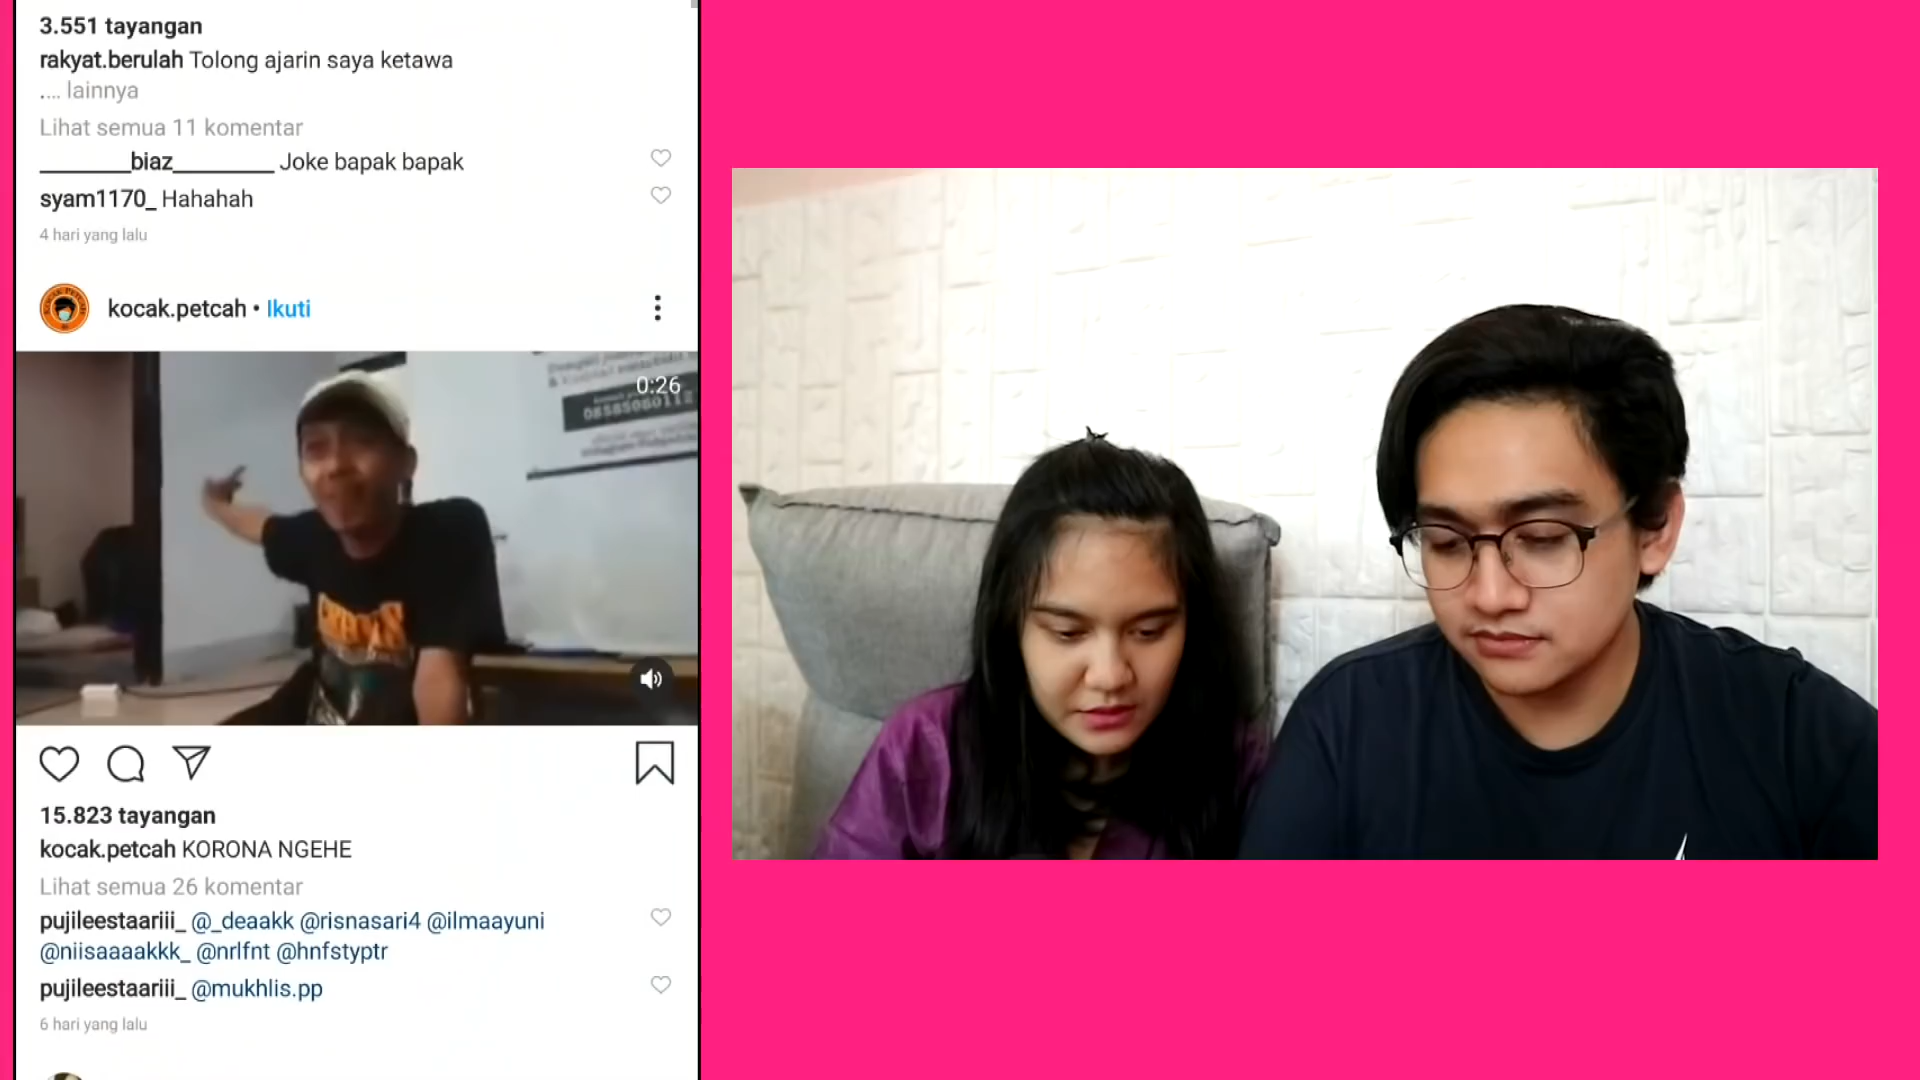 3.551 tayangan
rakyat.berulah Tolong ajarin saya ketawa
.... lainnya
Lihat semua 11 komentar
________biaz_________ Joke bapak bapak
syam1170_ Hahahah
4 hari yang lalu
kocak.petcah • Ikuti
0:26
15.823 tayangan
kocak.petcah KORONA NGEHE
Lihat semua 26 komentar
pujileestaariii_ @_deaakk @risnasari4 @ilmaayuni
@niisaaaakkk_ @nrlfnt @hnfstyptr
pujileestaariii_ @mukhlis.pp
6 hari yang lalu